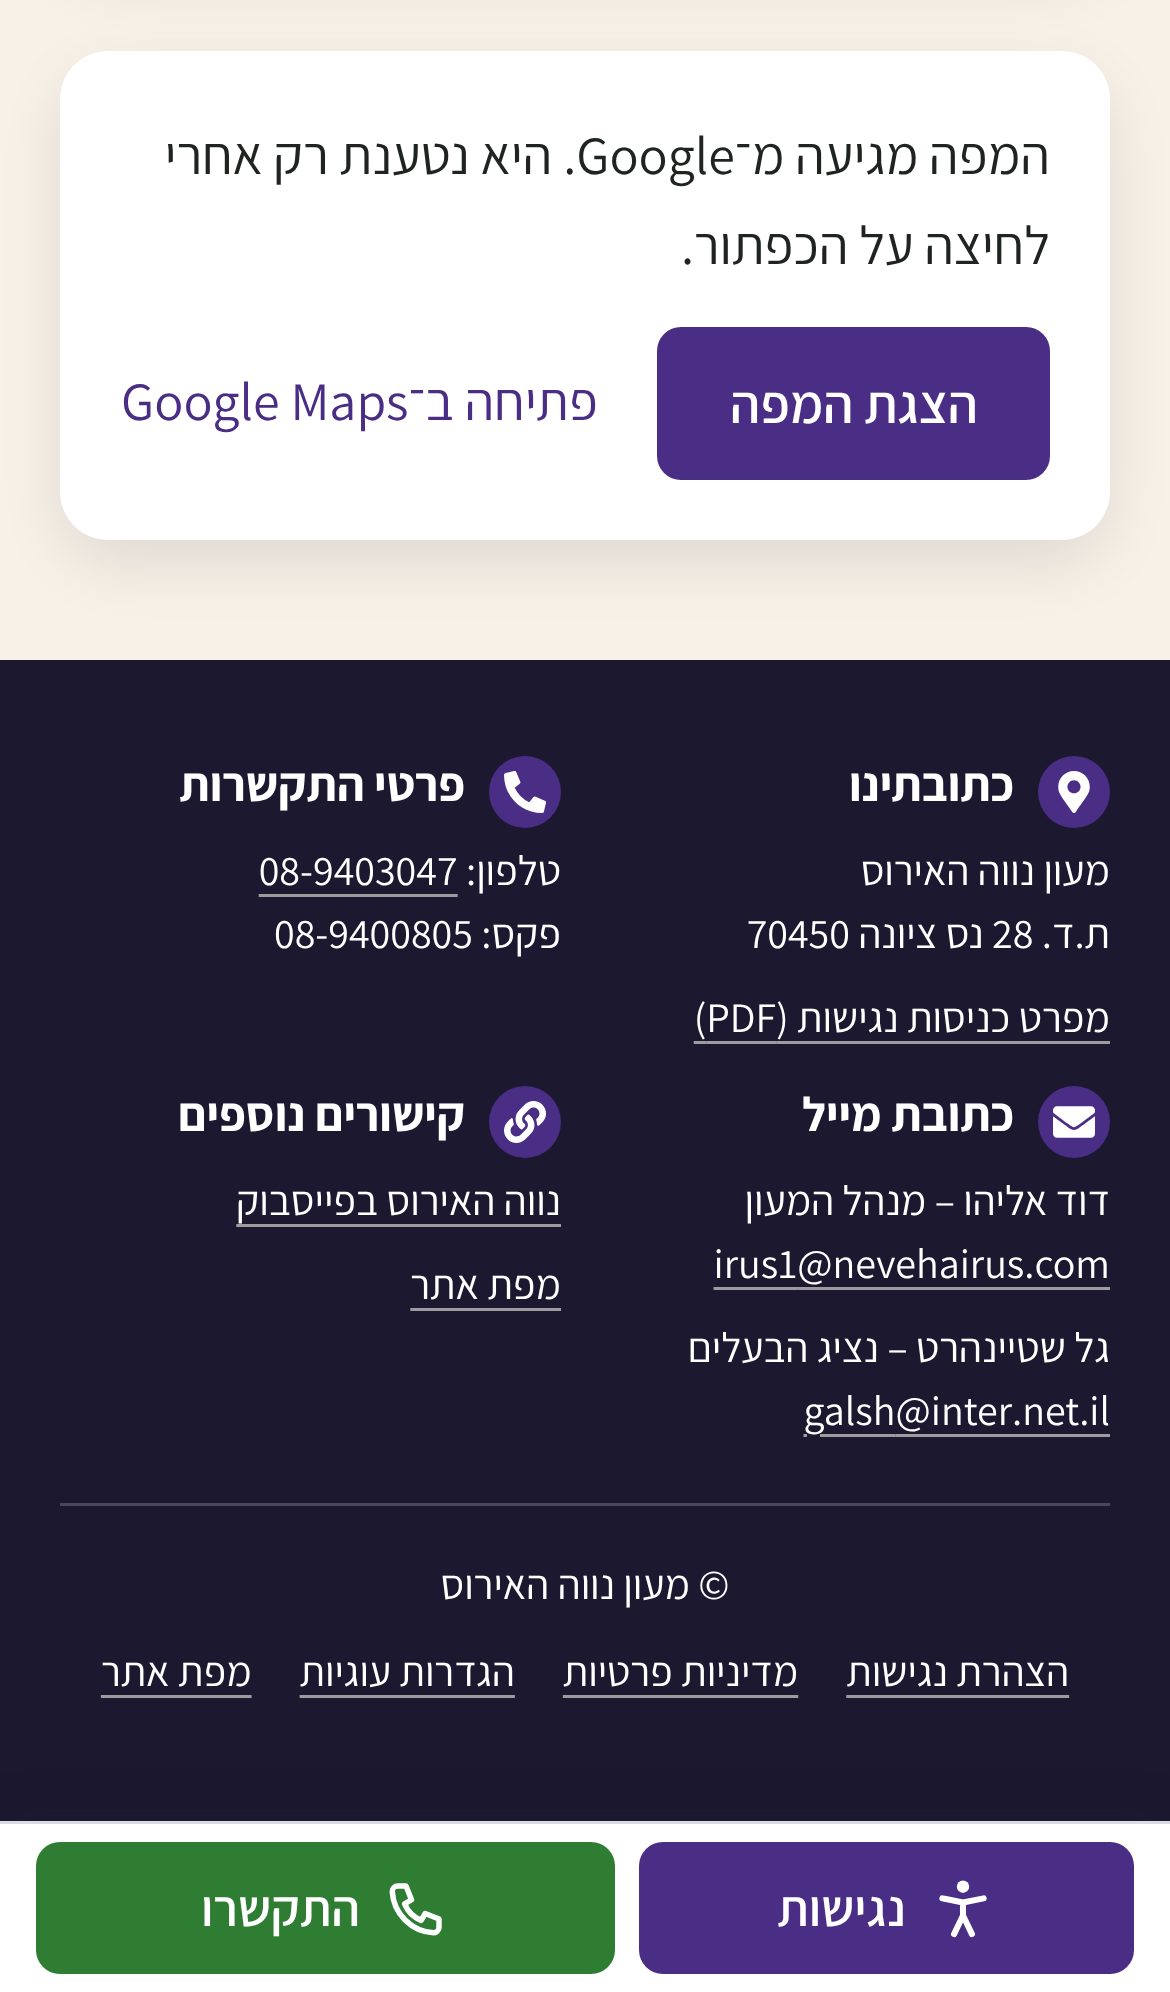 המפה מגיעה מ־Google. היא נטענת רק אחרי
לחיצה על הכפתור.
הצגת המפה
פתיחה ב־Google Maps
כתובתינו
מעון נווה האירוס
ת.ד. 28 נס ציונה 70450
מפרט כניסות נגישות (PDF)
פרטי התקשרות
טלפון: 08-9403047
פקס: 08-9400805
כתובת מייל
דוד אליהו – מנהל המעון
irus1@nevehairus.com
גל שטיינהרט – נציג הבעלים
galsh@inter.net.il
קישורים נוספים
נווה האירוס בפייסבוק
מפת אתר
© מעון נווה האירוס
הצהרת נגישות
מדיניות פרטיות
הגדרות עוגיות
מפת אתר
נגישות
התקשרו